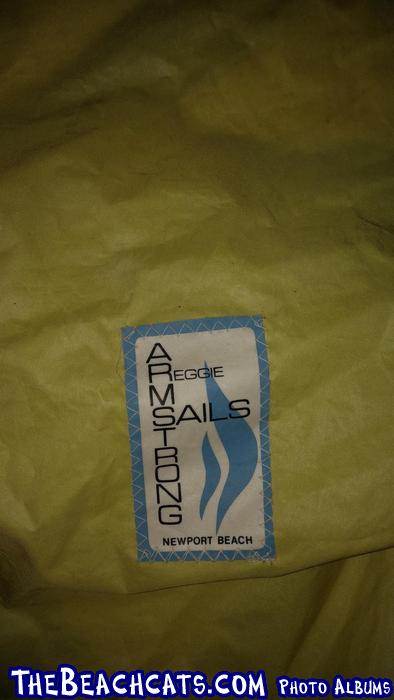 ARMSTRONG
REGGIE
SAILS
NEWPORT BEACH
THEBEACHCATS.COM PHOTO ALBUMS